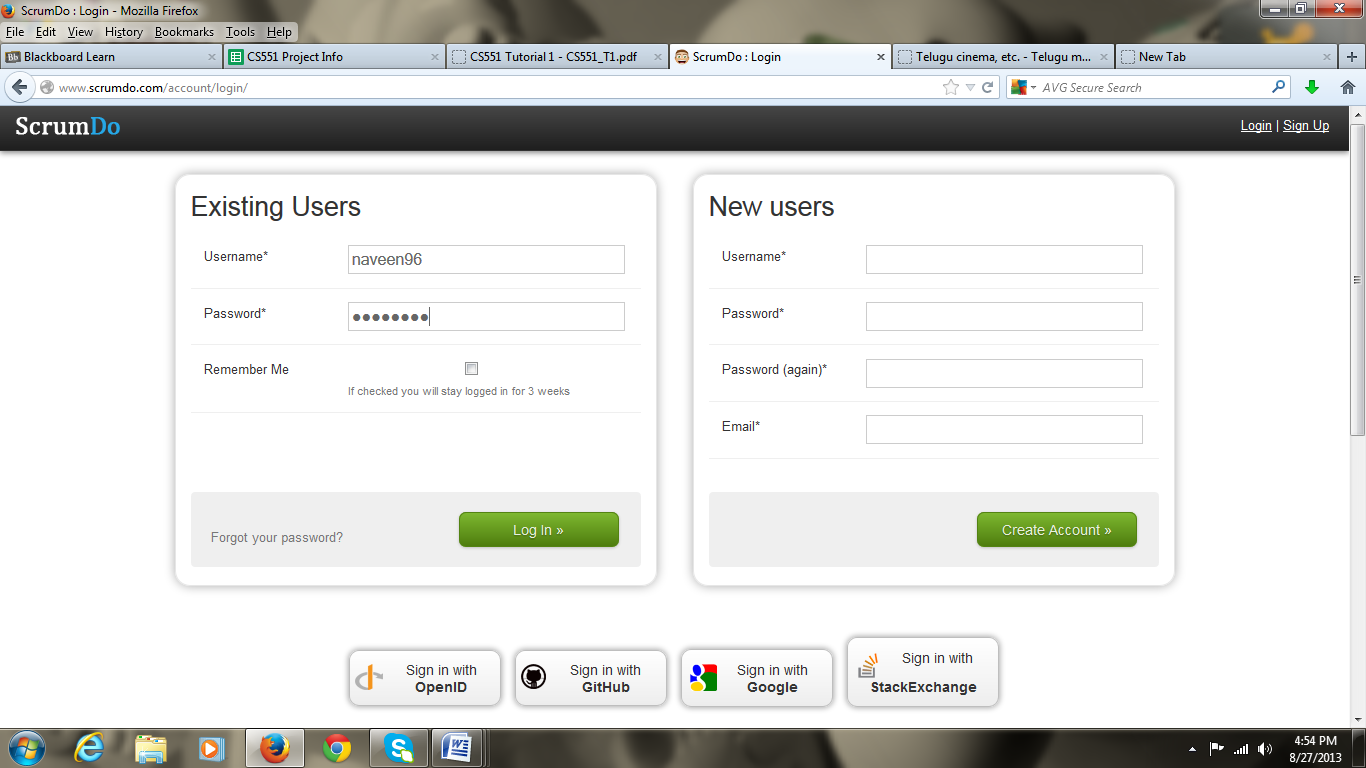 ScrumDo : Login - Mozilla Firefox
File Edit View History Bookmarks Tools Help
Bb Blackboard Learn
CS551 Project Info
CS551 Tutorial 1 - CS551_T1.pdf
ScrumDo : Login
Telugu cinema, etc. - Telugu m...
New Tab
www.scrumdo.com/account/login/
AVG Secure Search
ScrumDo
Login | Sign Up
Existing Users
Username*
naveen96
Password*
●●●●●●●●
Remember Me
If checked you will stay logged in for 3 weeks
Forgot your password?
Log In »
New users
Username*
Password*
Password (again)*
Email*
Create Account »
Sign in with
OpenID
Sign in with
GitHub
Sign in with
Google
Sign in with
StackExchange
4:54 PM
8/27/2013